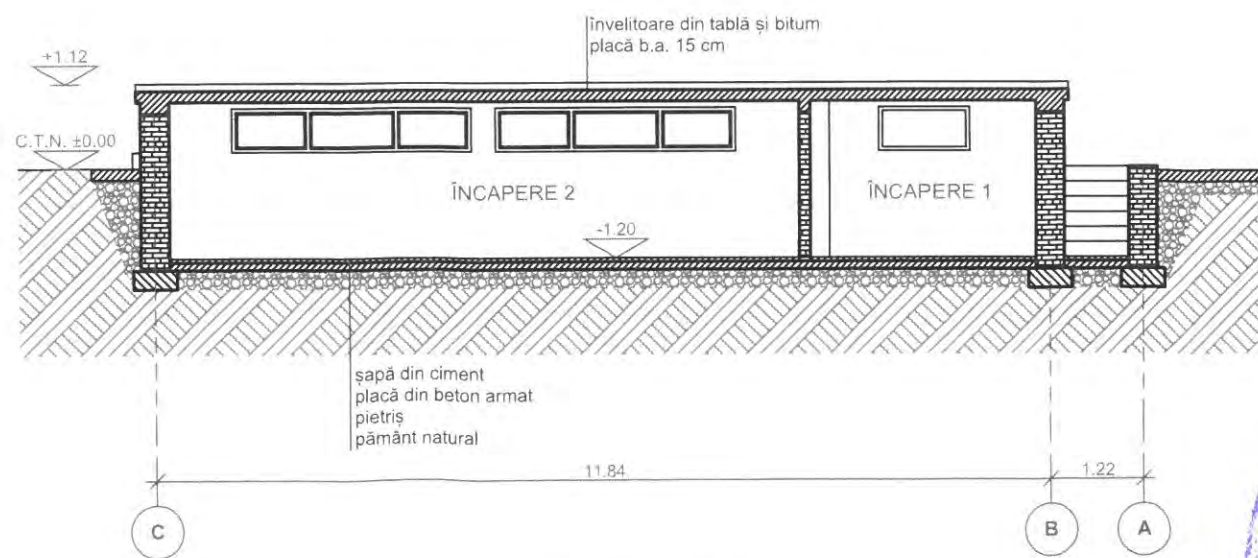 învelitoare din tablă și bitum
placă b.a. 15 cm
+1.12
C.T.N. ±0.00
ÎNCAPERE 2
ÎNCAPERE 1
-1.20
șapă din ciment
placă din beton armat
pietriș
pământ natural
11.84
1.22
C
B
A